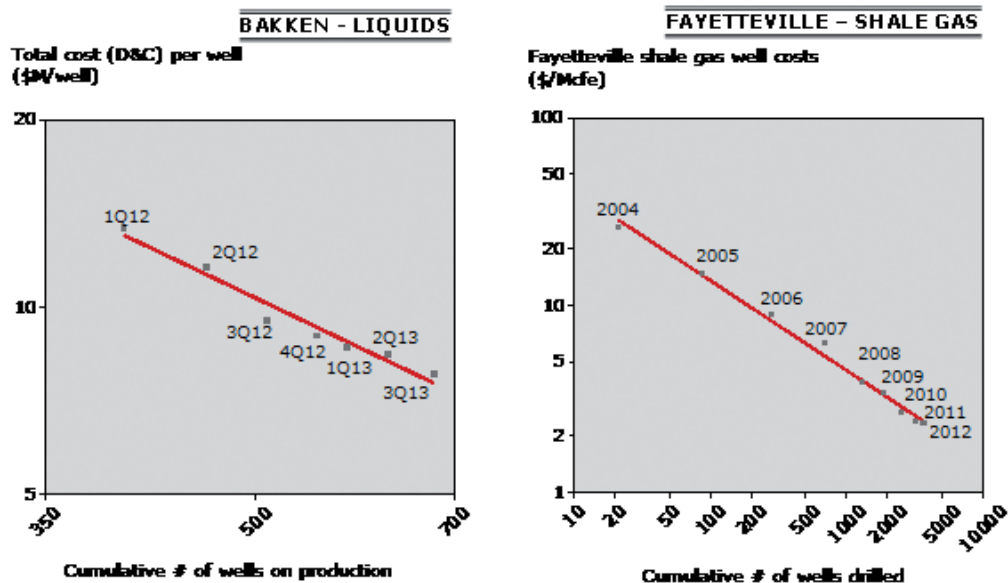 BAKKEN - LIQUIDS
Total cost (D&C) per well
($M/well)
20
10
5
1Q12
2Q12
3Q12
4Q12
1Q13
2Q13
3Q13
350
500
700
Cumulative # of wells on production
FAYETTEVILLE – SHALE GAS
Fayetteville shale gas well costs
($/Mcfe)
100
50
20
10
5
2
1
2004
2005
2006
2007
2008
2009
2010
2011
2012
10
20
50
100
200
500
1000
2000
5000
10000
Cumulative # of wells drilled